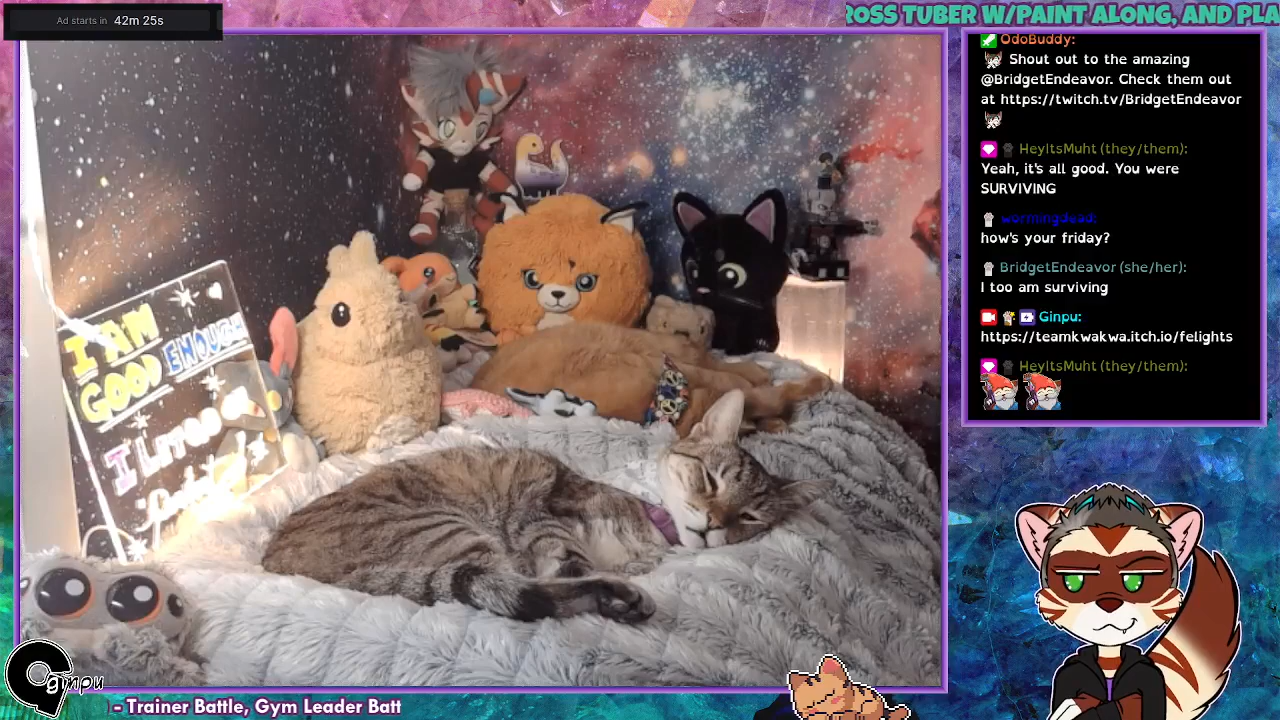 Ad starts in 42m 25s
ROSS TUBER W/PAINT ALONG, AND PLA
OdoBuddy:
Shout out to the amazing
@BridgetEndeavor. Check them out
at https://twitch.tv/BridgetEndeavor
HeyItsMuht (they/them):
Yeah, it's all good. You were
SURVIVING
wormingdead:
how's your friday?
BridgetEndeavor (she/her):
I too am surviving
Ginpu:
https://teamkwakwa.itch.io/felights
HeyItsMuht (they/them):
I AM
GOOD ENOUGH
I
ginpu
- Trainer Battle, Gym Leader Batt